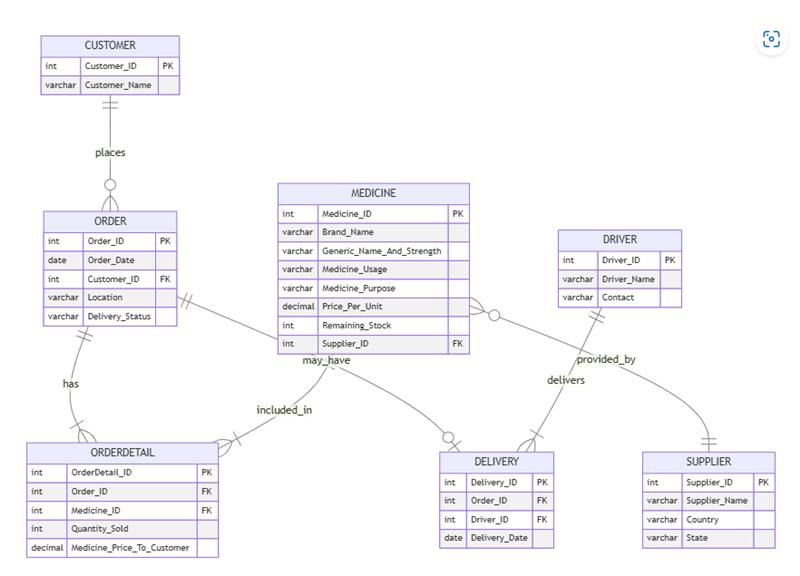 CUSTOMER
int Customer_ID PK
varchar Customer_Name
places
ORDER
int Order_ID PK
date Order_Date
int Customer_ID FK
varchar Location
varchar Delivery_Status
MEDICINE
int Medicine_ID PK
varchar Brand_Name
varchar Generic_Name_And_Strength
varchar Medicine_Usage
varchar Medicine_Purpose
decimal Price_Per_Unit
int Remaining_Stock
int Supplier_ID FK
DRIVER
int Driver_ID PK
varchar Driver_Name
varchar Contact
may_have
provided_by
has
delivers
included_in
ORDERDETAIL
int OrderDetail_ID PK
int Order_ID FK
int Medicine_ID FK
int Quantity_Sold
decimal Medicine_Price_To_Customer
DELIVERY
int Delivery_ID PK
int Order_ID FK
int Driver_ID FK
date Delivery_Date
SUPPLIER
int Supplier_ID PK
varchar Supplier_Name
varchar Country
varchar State